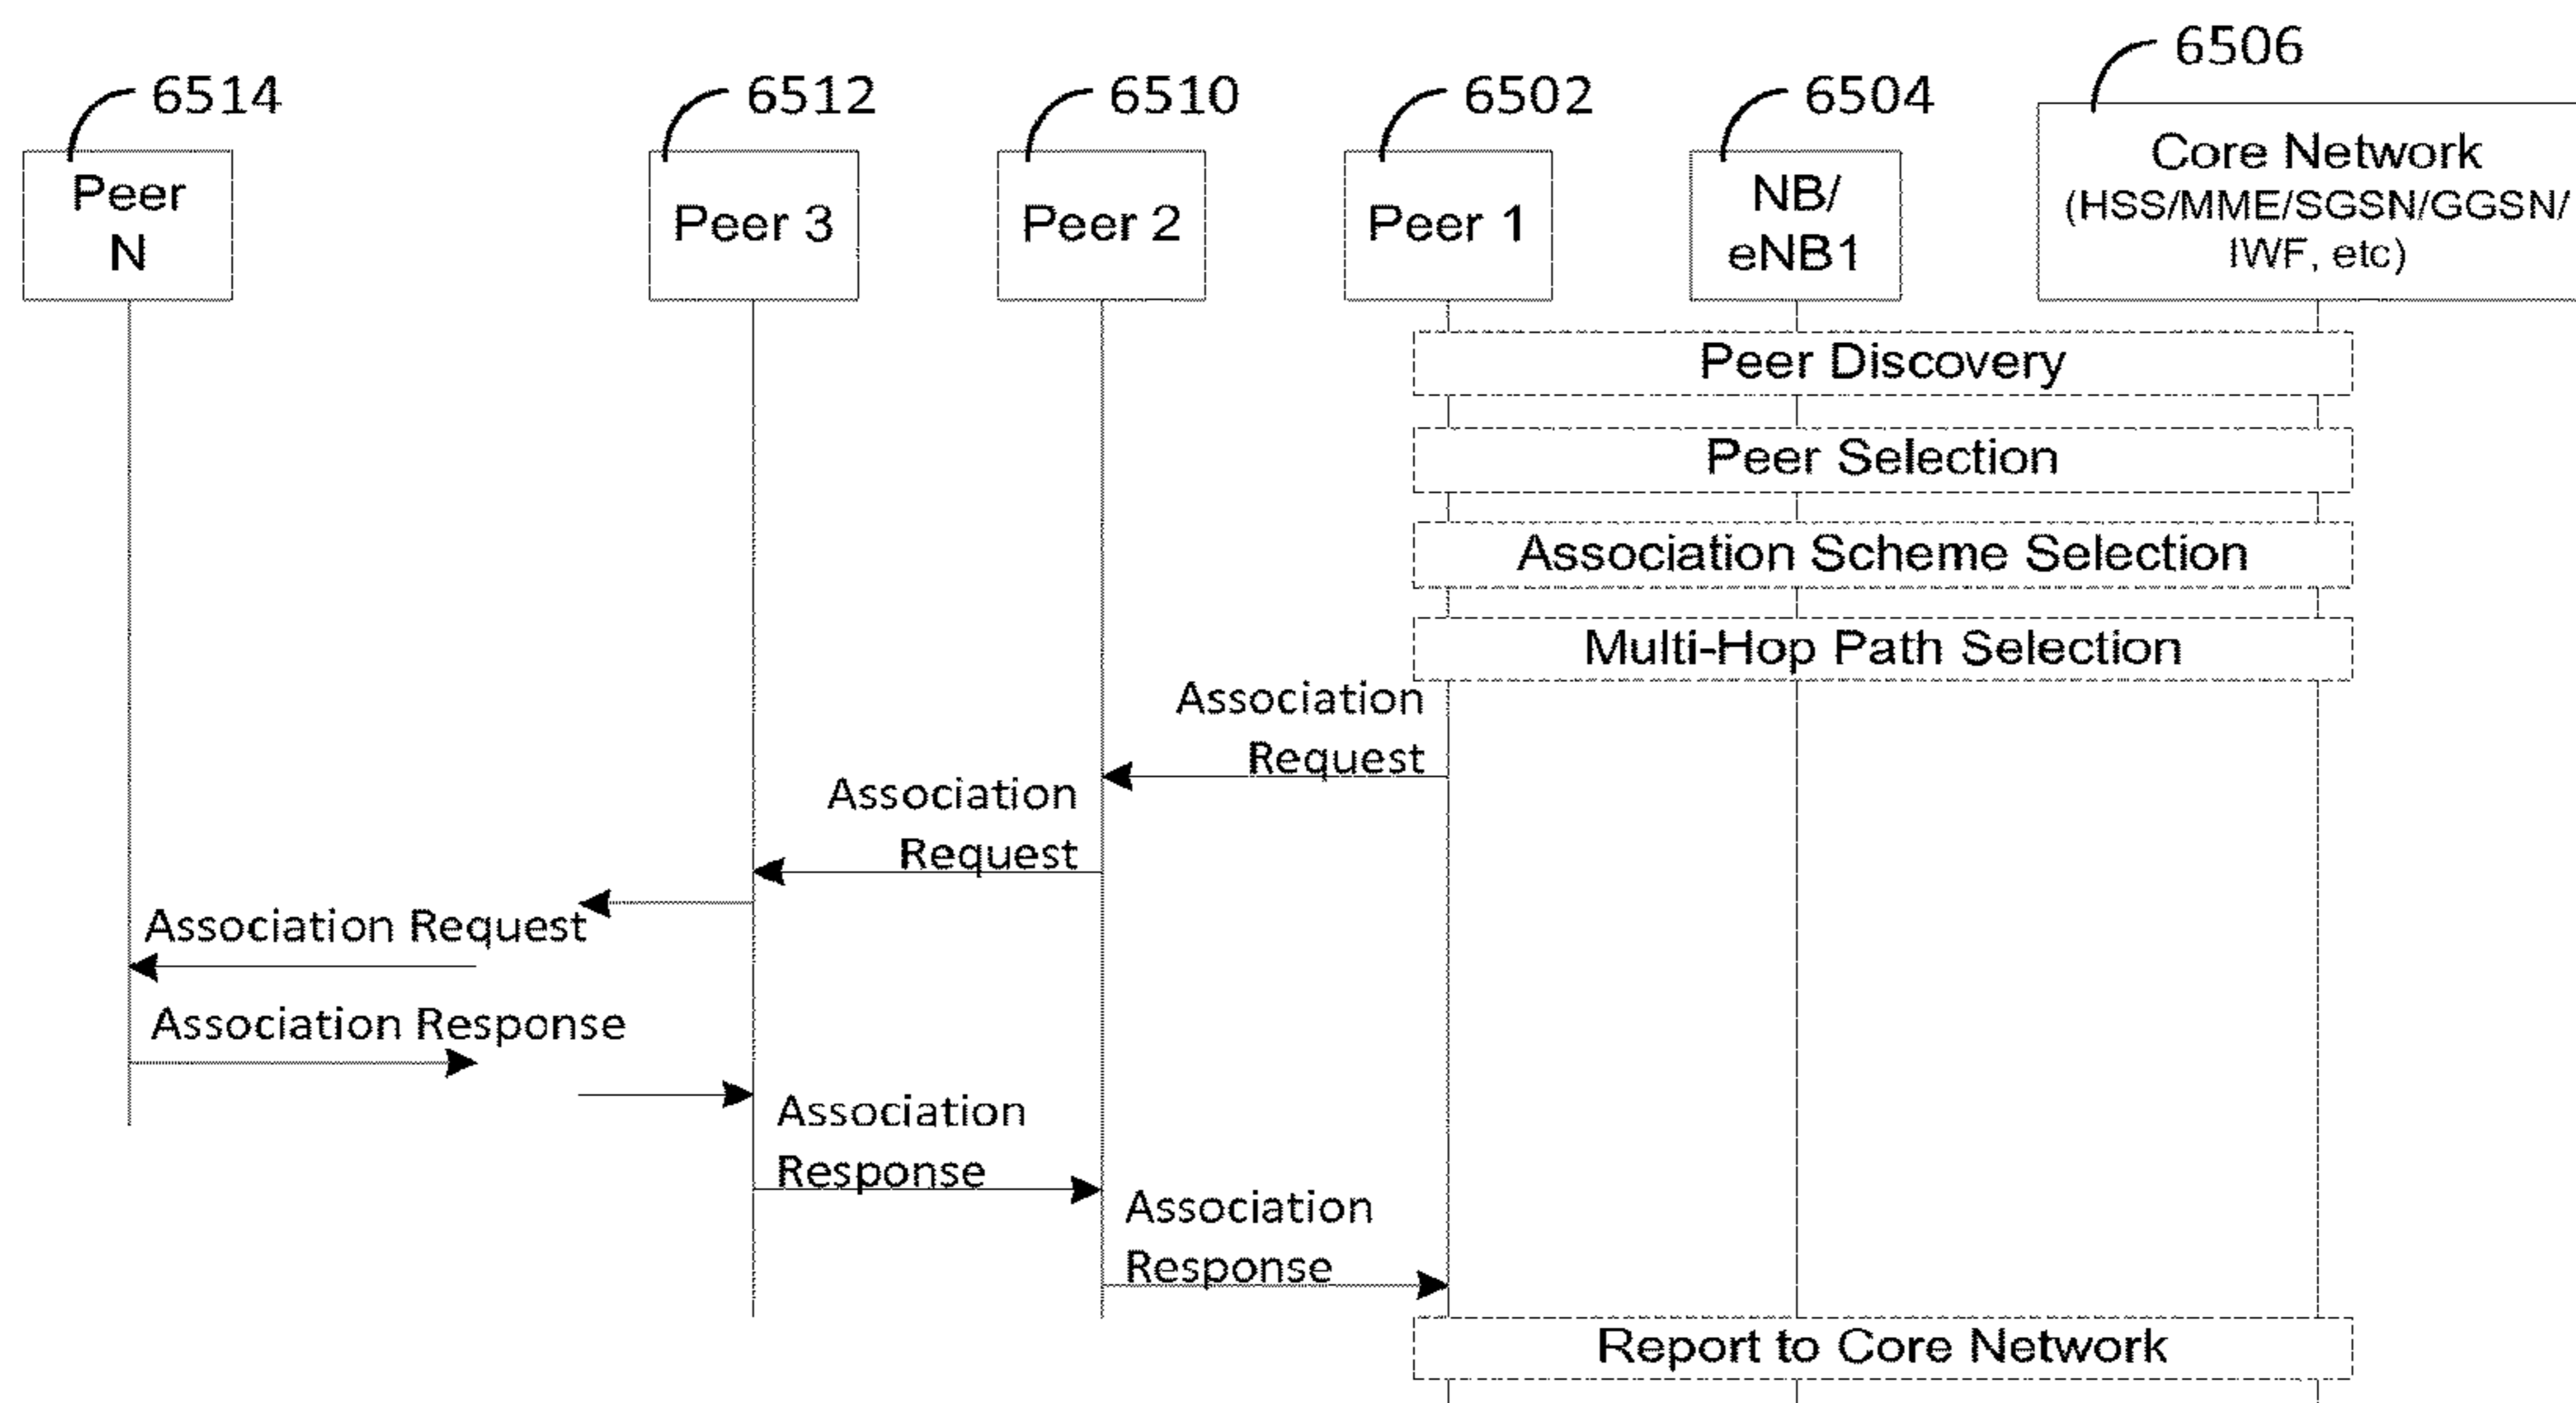 6514
6512
6510
6502
6504
6506
Peer
N
Peer 3
Peer 2
Peer 1
NB/
eNB1
Core Network
(HSS/MME/SGSN/GGSN/
IWF, etc)
Peer Discovery
Peer Selection
Association Scheme Selection
Multi-Hop Path Selection
Association
Request
Association
Request
Association Request
Association Response
Association
Response
Association
Response
Report to Core Network